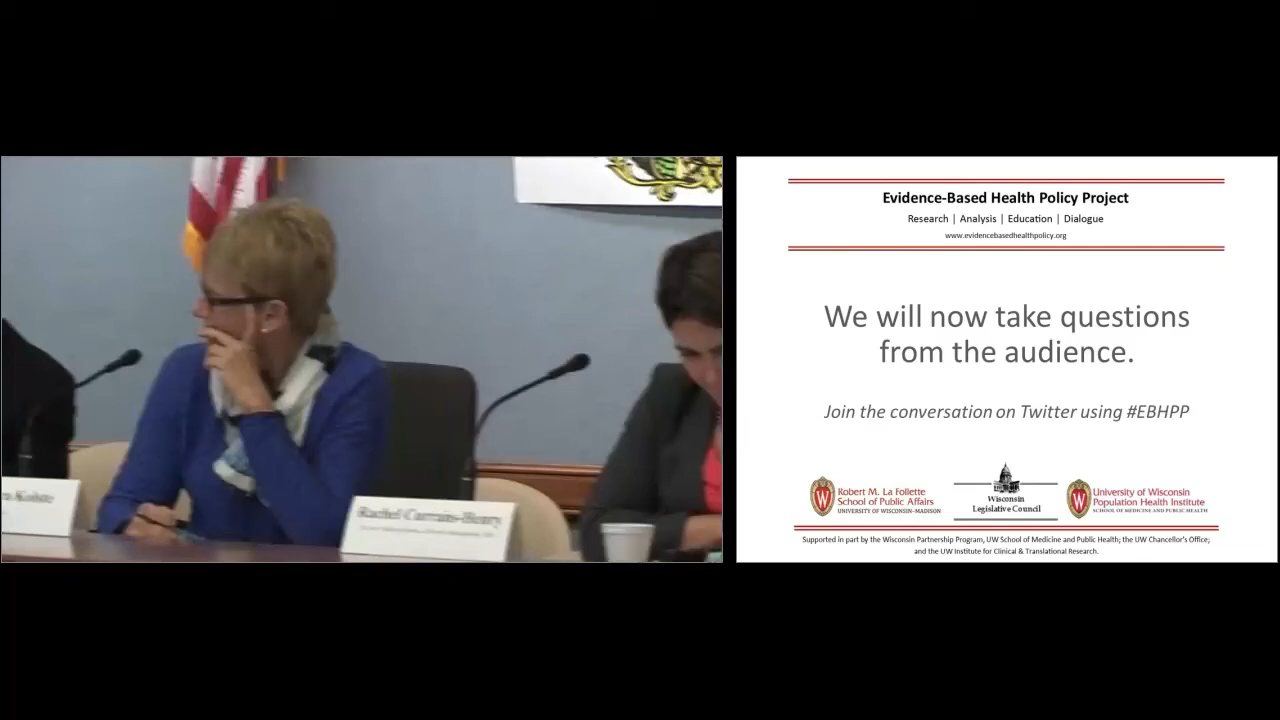 Kolste
Rachel Currans-Henry
Evidence-Based Health Policy Project
Research | Analysis | Education | Dialogue
www.evidencebasedhealthpolicy.org
We will now take questions
from the audience.
Join the conversation on Twitter using #EBHPP
W
Robert M. La Follette
School of Public Affairs
UNIVERSITY OF WISCONSIN–MADISON
Wisconsin
Legislative Council
W
University of Wisconsin
Population Health Institute
SCHOOL OF MEDICINE AND PUBLIC HEALTH
Supported in part by the Wisconsin Partnership Program, UW School of Medicine and Public Health; the UW Chancellor's Office;
and the UW Institute for Clinical & Translational Research.